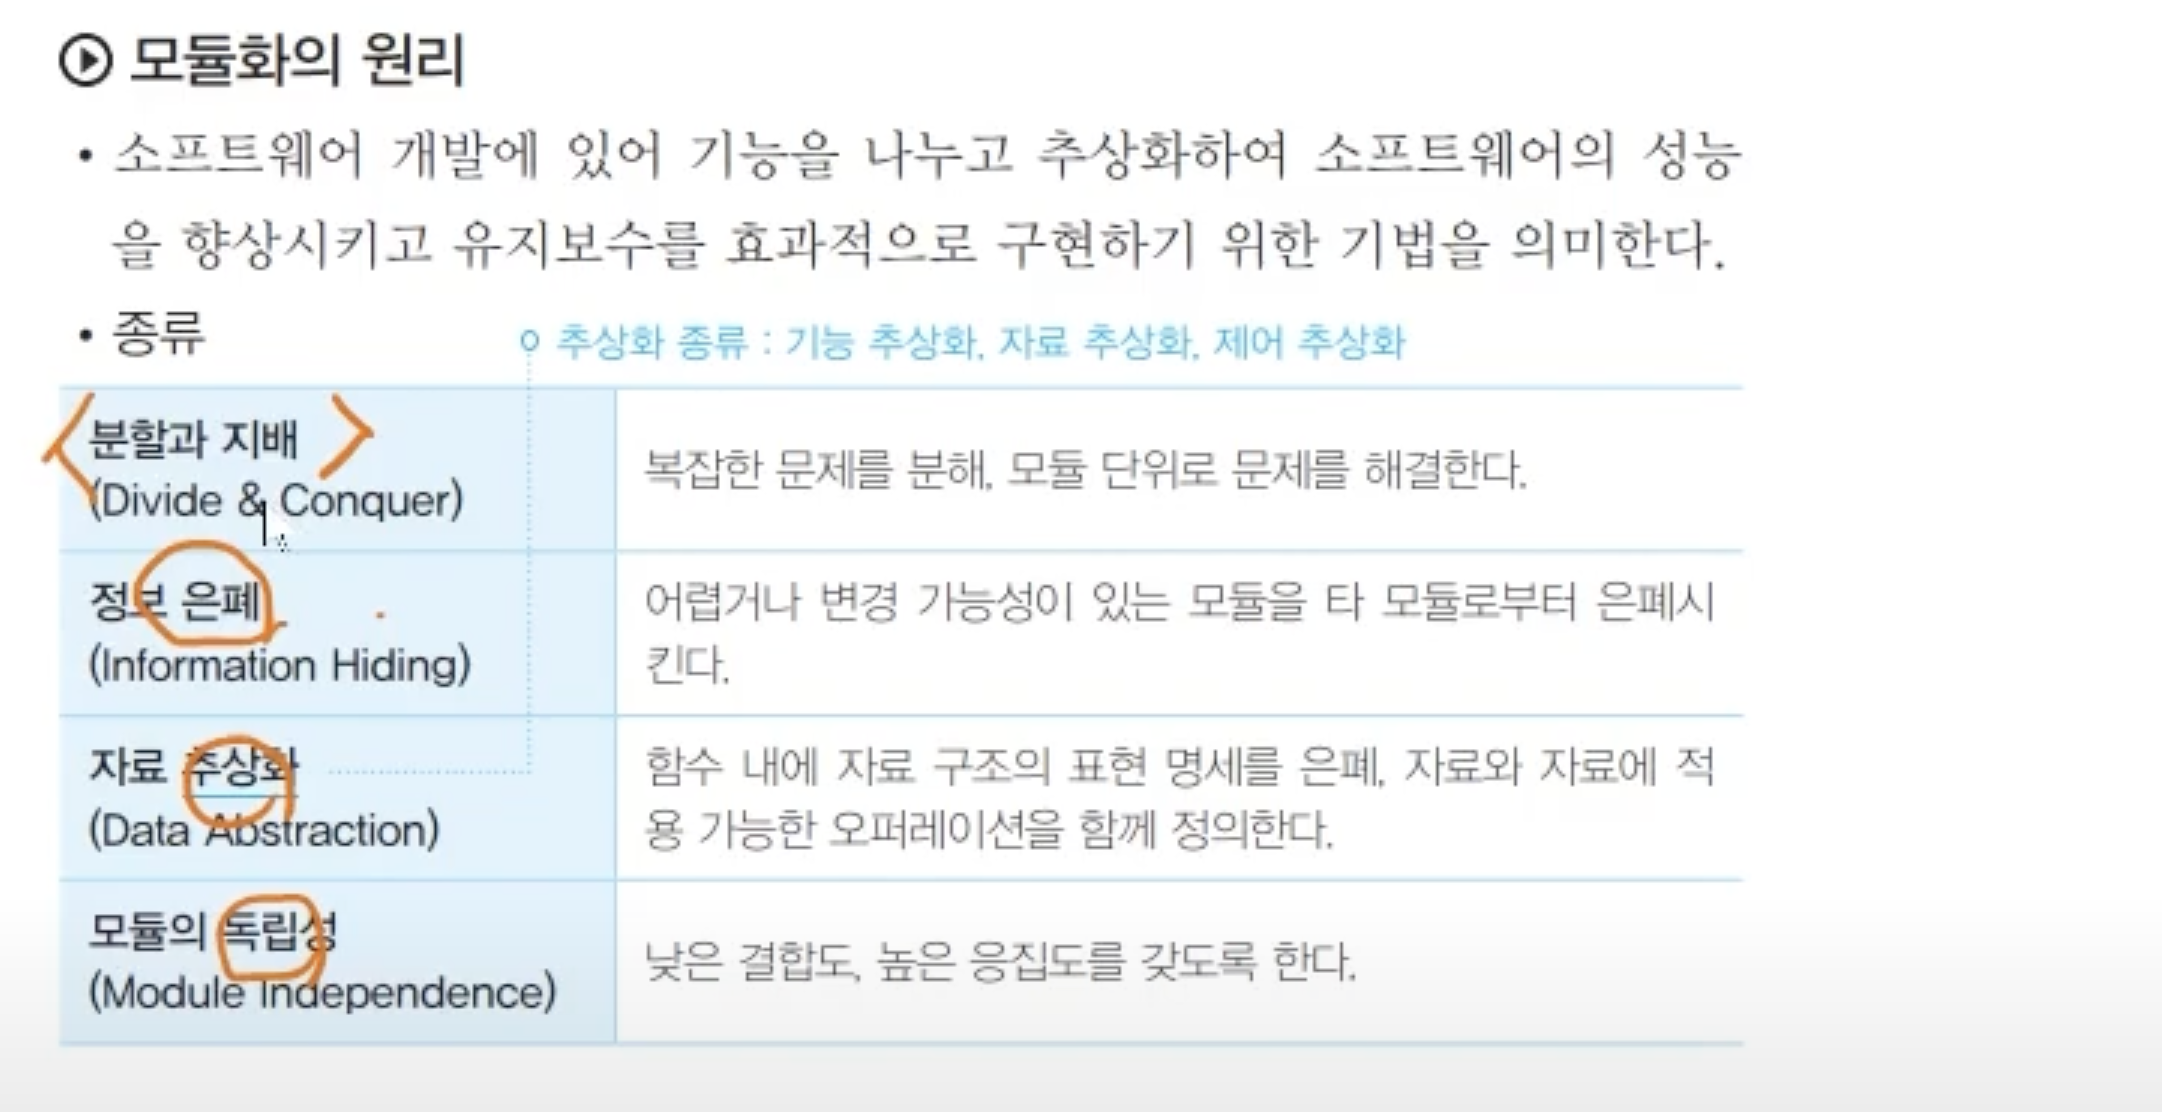 모듈화의 원리
• 소프트웨어 개발에 있어 기능을 나누고 추상화하여 소프트웨어의 성능
을 향상시키고 유지보수를 효과적으로 구현하기 위한 기법을 의미한다.
• 종류
추상화 종류 : 기능 추상화, 자료 추상화, 제어 추상화
분할과 지배
(Divide & Conquer)
복잡한 문제를 분해, 모듈 단위로 문제를 해결한다.
정보 은폐
(Information Hiding)
어렵거나 변경 가능성이 있는 모듈을 타 모듈로부터 은폐시
킨다.
자료 추상화
(Data Abstraction)
함수 내에 자료 구조의 표현 명세를 은폐, 자료와 자료에 적
용 가능한 오퍼레이션을 함께 정의한다.
모듈의 독립성
(Module Independence)
낮은 결합도, 높은 응집도를 갖도록 한다.